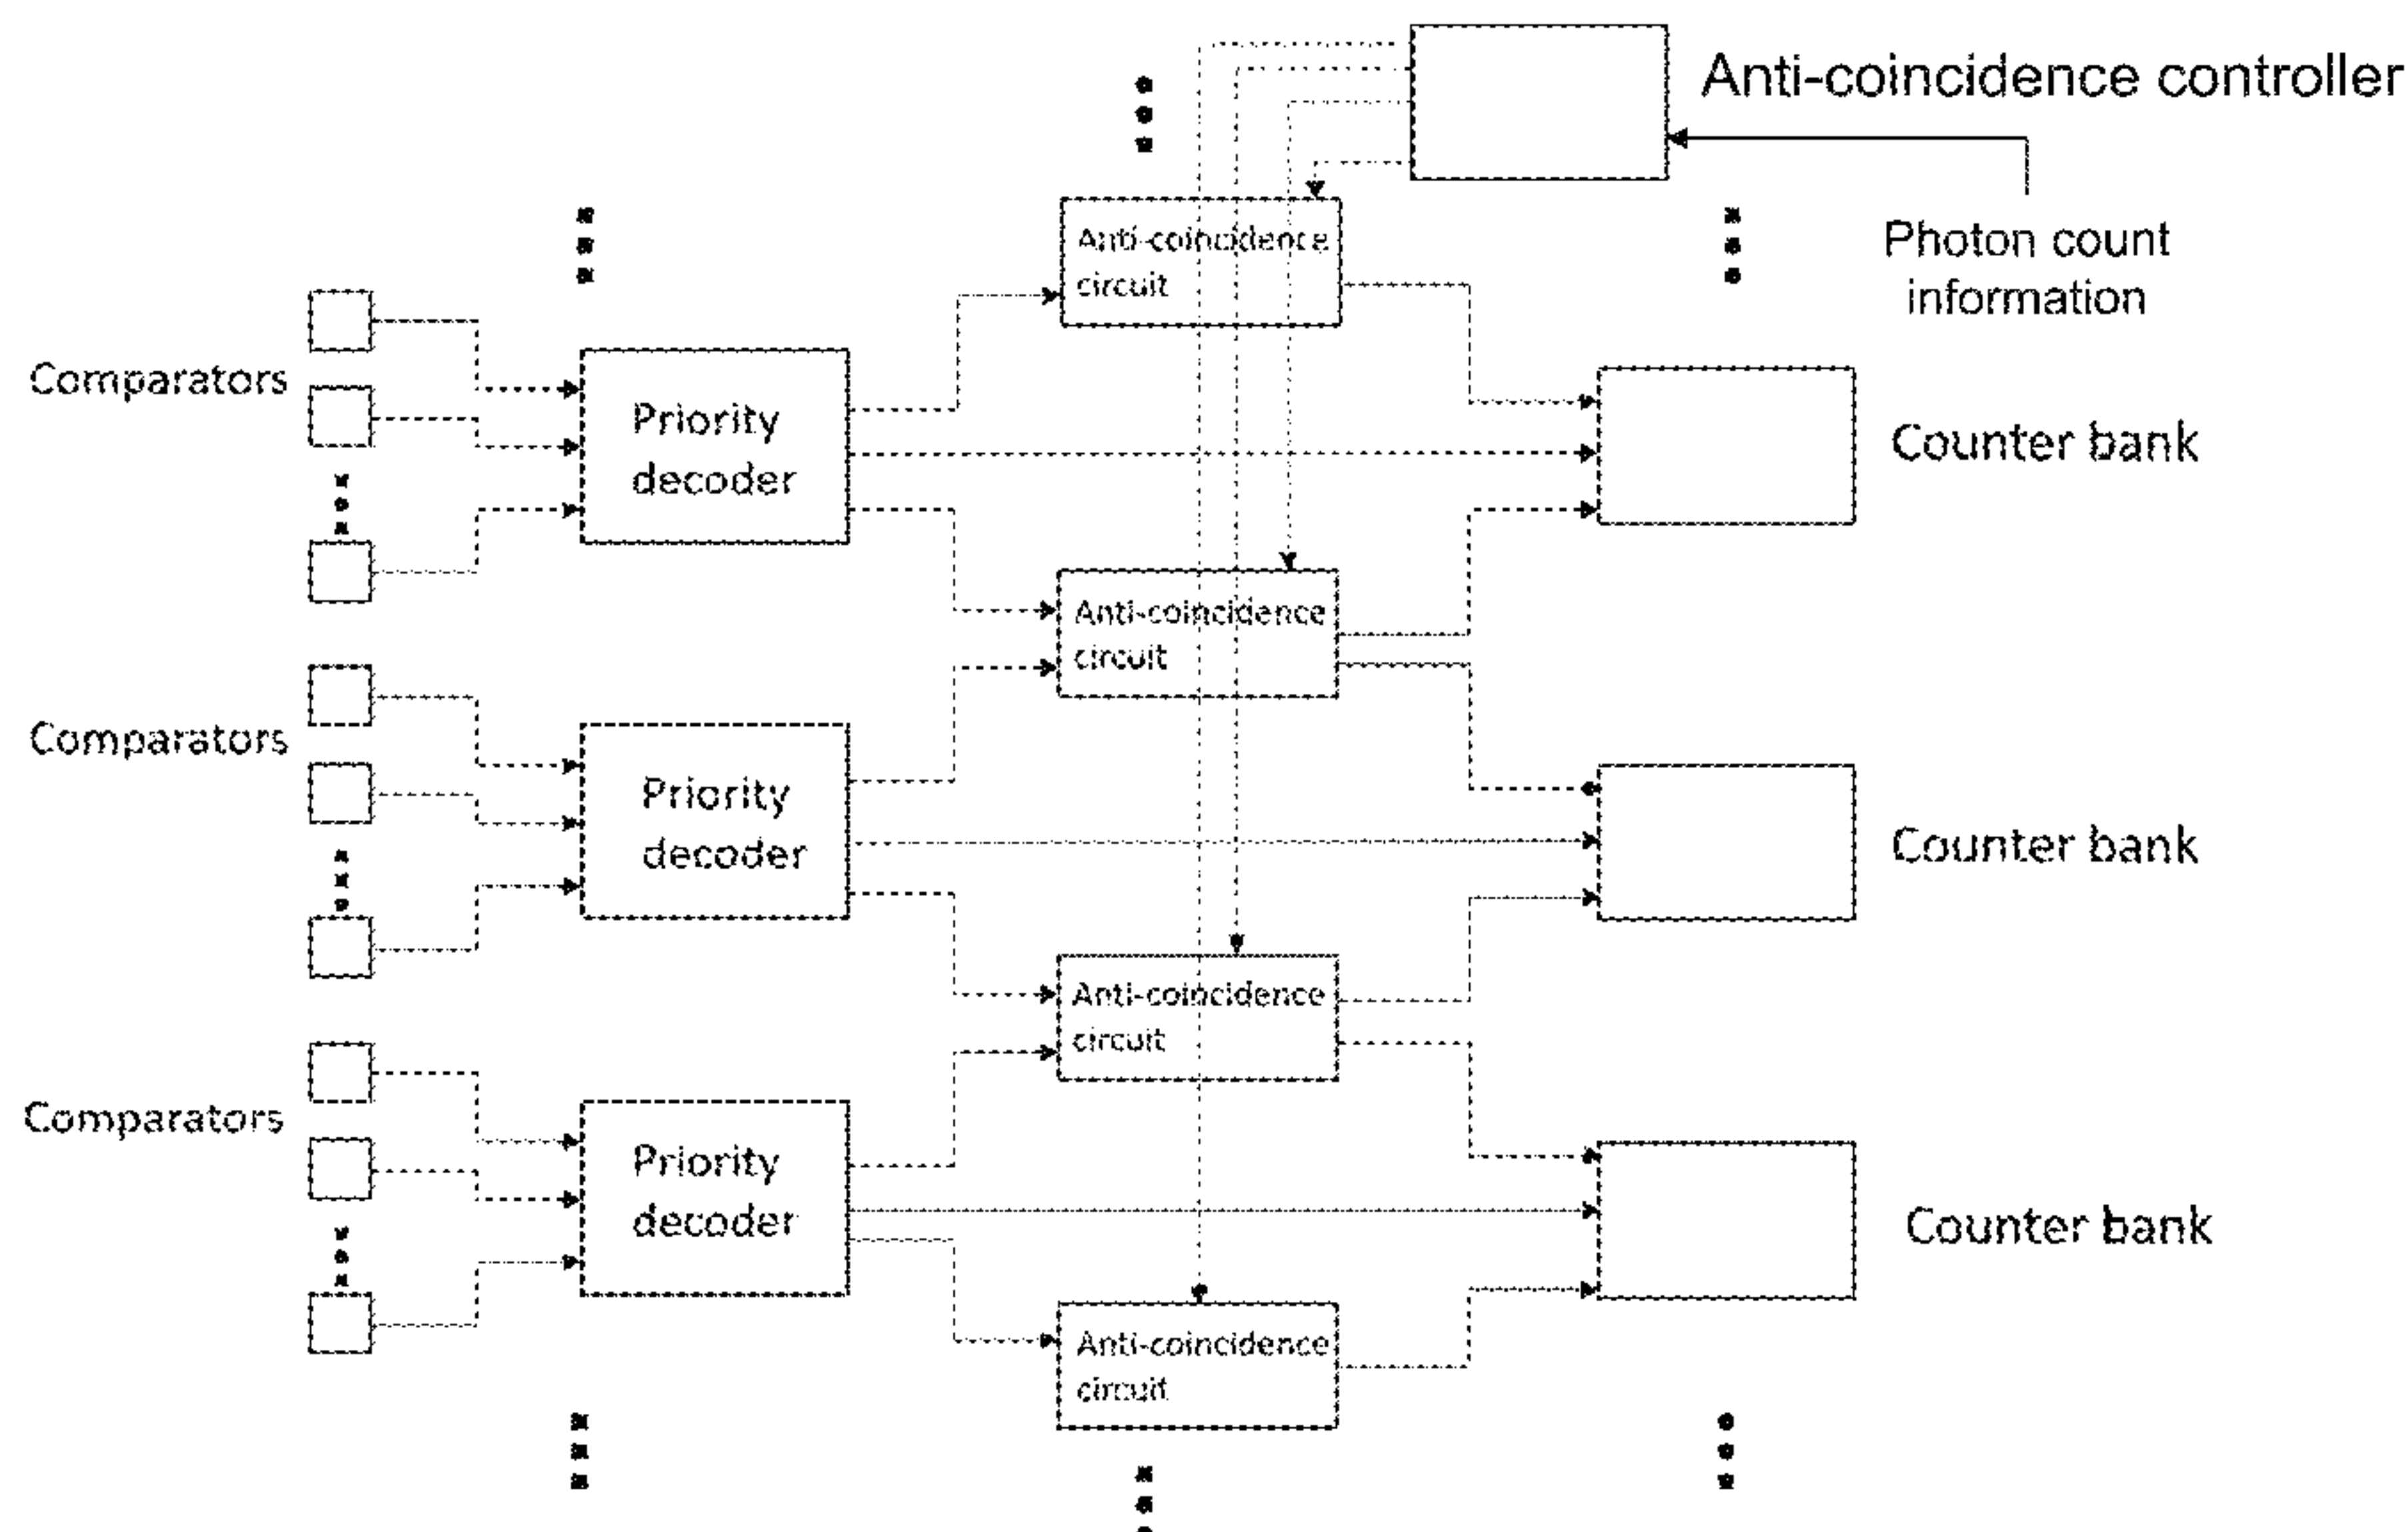 Anti-coincidence controller
Photon count
information
Anti-coincidence
circuit
Comparators
Priority
decoder
Counter bank
Anti-coincidence
circuit
Comparators
Priority
decoder
Counter bank
Anti-coincidence
circuit
Comparators
Priority
decoder
Counter bank
Anti-coincidence
circuit